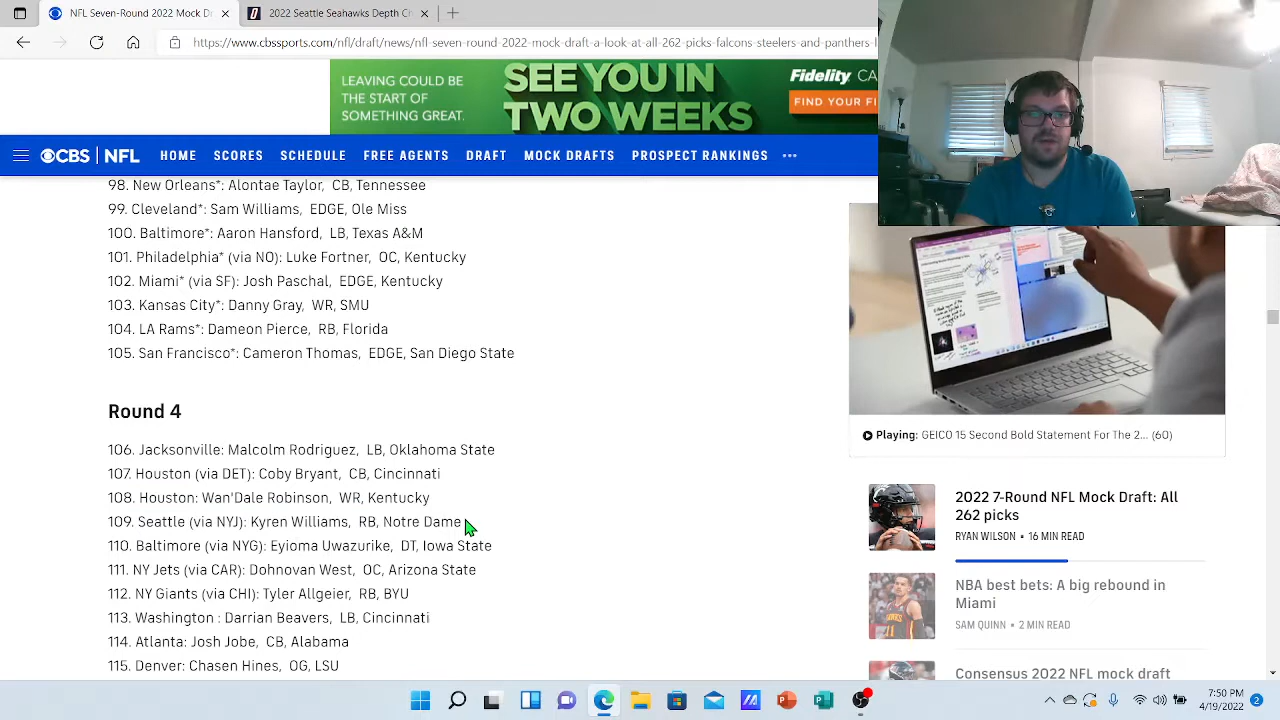 NFL Seven-Round 2022 Mock
2022 CBS Sports NFL Draft
https://www.cbssports.com/nfl/draft/news/nfl-seven-round-2022-mock-draft-a-look-at-all-262-picks-falcons-steelers-and-panthe
LEAVING COULD BE
THE START OF
SOMETHING GREAT.
SEE YOU IN
TWO WEEKS
Fidelity CA
FIND YOUR FI
CBS | NFL HOME SCORES SCHEDULE FREE AGENTS DRAFT MOCK DRAFTS PROSPECT RANKINGS
98. New Orleans*: Alontae Taylor, CB, Tennessee
99. Cleveland*: Sam Williams, EDGE, Ole Miss
100. Baltimore*: Aaron Hansford, LB, Texas A&M
101. Philadelphia* (via NO): Luke Fortner, OC, Kentucky
102. Miami* (via SF): Josh Paschal, EDGE, Kentucky
103. Kansas City*: Danny Gray, WR, SMU
104. LA Rams*: Dameon Pierce, RB, Florida
105. San Francisco*: Cameron Thomas, EDGE, San Diego State
Round 4
106. Jacksonville: Malcolm Rodriguez, LB, Oklahoma State
107. Houston (via DET): Coby Bryant, CB, Cincinnati
108. Houston: Wan'Dale Robinson, WR, Kentucky
109. Seattle (via NYJ): Kyren Williams, RB, Notre Dame
110. Baltimore (via NYG): Eyioma Uwazurike, DT, Iowa State
111. NY Jets (via CAR): Dohnovan West, OC, Arizona State
112. NY Giants (via CHI): Tyler Allgeier, RB, BYU
113. Washington: Darrian Beavers, LB, Cincinnati
114. Atlanta: Josh Jobe, CB, Alabama
115. Denver: Chasen Hines, OG, LSU
Playing: GEICO 15 Second Bold Statement For The 2... (60)
2022 7-Round NFL Mock Draft: All
262 picks
RYAN WILSON • 16 MIN READ
NBA best bets: A big rebound in
Miami
SAM QUINN • 2 MIN READ
Consensus 2022 NFL mock draft
7:50 PM
4/19/2022
2